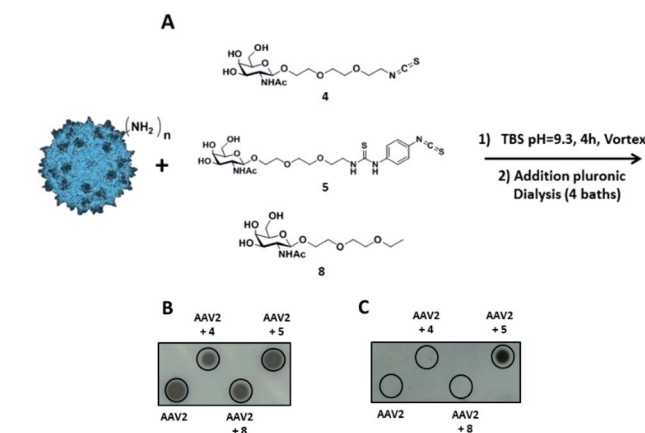 A
(NH₂)n
+
HO OH
HO
O
O
NHAc
O
O
N=C=S
4
HO OH
HO
O
O
NHAc
O
O
N
H
S
N
H
N=C=S
5
HO OH
HO
O
O
NHAc
O
O
8
1) TBS pH=9.3, 4h, Vortex
2) Addition pluronic
Dialysis (4 baths)
B
AAV2
+ 4
AAV2
+ 5
AAV2
AAV2
+ 8
C
AAV2
+ 4
AAV2
+ 5
AAV2
AAV2
+ 8